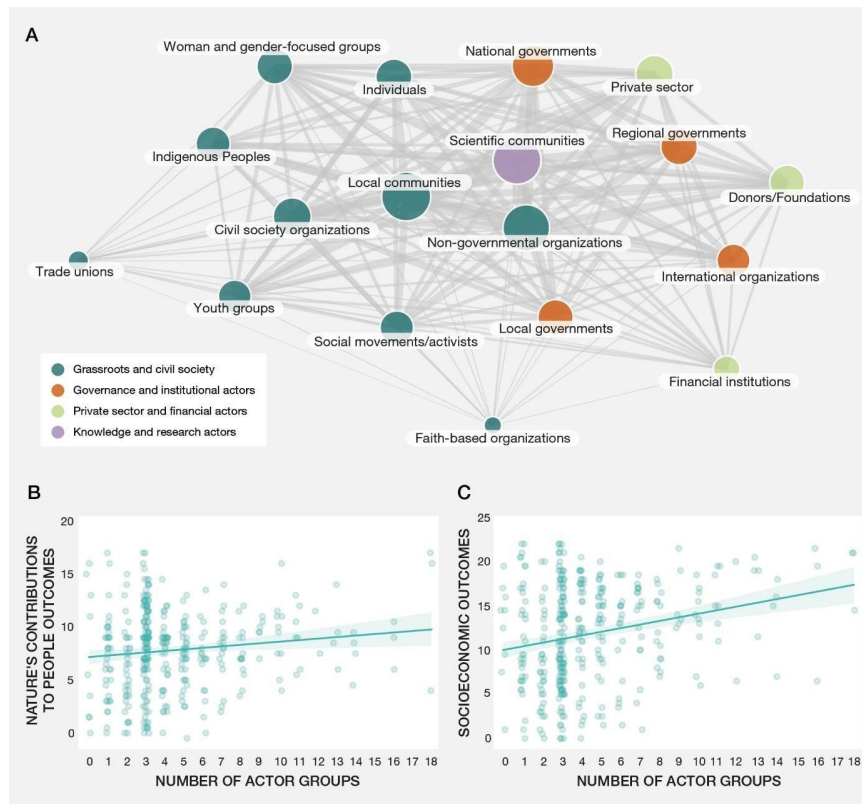 A
Woman and gender-focused groups
National governments
Individuals
Private sector
Scientific communities
Regional governments
Indigenous Peoples
Local communities
Donors/Foundations
Civil society organizations
Non-governmental organizations
Trade unions
International organizations
Youth groups
Local governments
Social movements/activists
Financial institutions
Faith-based organizations
Grassroots and civil society
Governance and institutional actors
Private sector and financial actors
Knowledge and research actors
B
NATURE'S CONTRIBUTIONS
TO PEOPLE OUTCOMES
20
15
10
5
0
0 1 2 3 4 5 6 7 8 9 10 11 12 13 14 15 16 17 18
NUMBER OF ACTOR GROUPS
C
SOCIOECONOMIC OUTCOMES
25
20
15
10
5
0
0 1 2 3 4 5 6 7 8 9 10 11 12 13 14 15 16 17 18
NUMBER OF ACTOR GROUPS